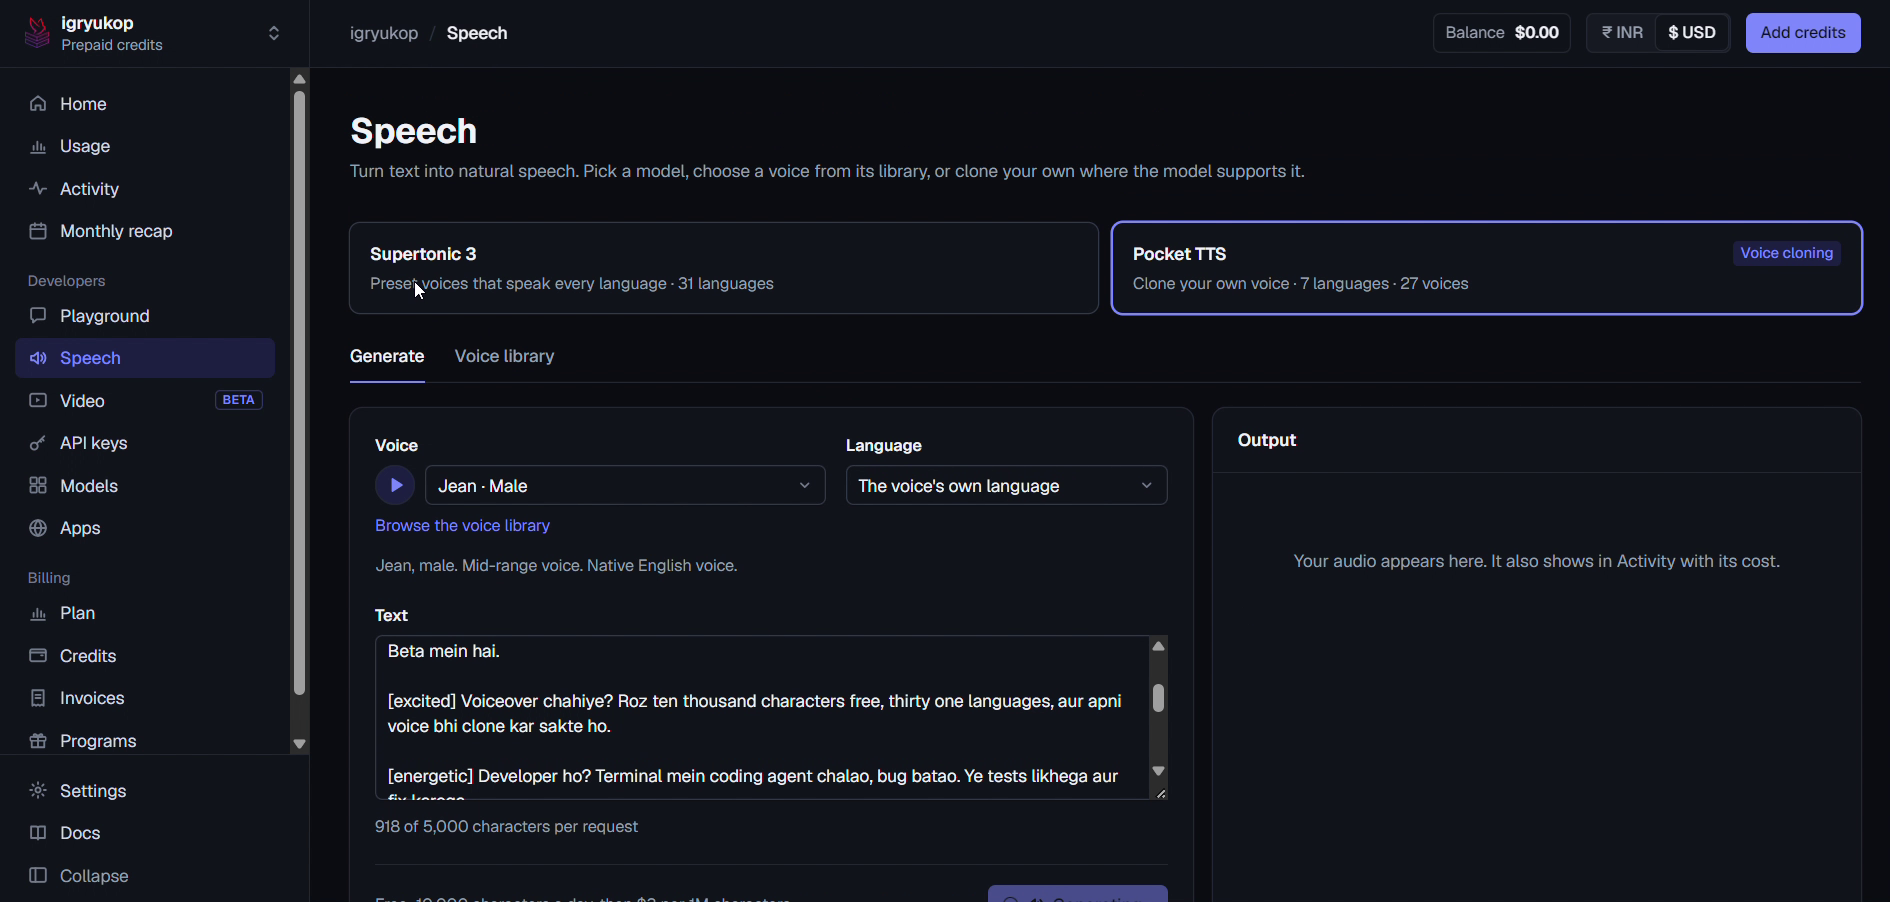 igryukop
Prepaid credits
Home
Usage
Activity
Monthly recap
Developers
Playground
Speech
Video
BETA
API keys
Models
Apps
Billing
Plan
Credits
Invoices
Programs
Settings
Docs
Collapse
igryukop / Speech
Balance $0.00
₹ INR
$ USD
Add credits
Speech
Turn text into natural speech. Pick a model, choose a voice from its library, or clone your own where the model supports it.
Supertonic 3
Preset voices that speak every language · 31 languages
Pocket TTS
Voice cloning
Clone your own voice · 7 languages · 27 voices
Generate
Voice library
Voice
Jean · Male
Browse the voice library
Jean, male. Mid-range voice. Native English voice.
Language
The voice's own language
Text
Beta mein hai.
[excited] Voiceover chahiye? Roz ten thousand characters free, thirty one languages, aur apni
voice bhi clone kar sakte ho.
[energetic] Developer ho? Terminal mein coding agent chalao, bug batao. Ye tests likhega aur
918 of 5,000 characters per request
Output
Your audio appears here. It also shows in Activity with its cost.